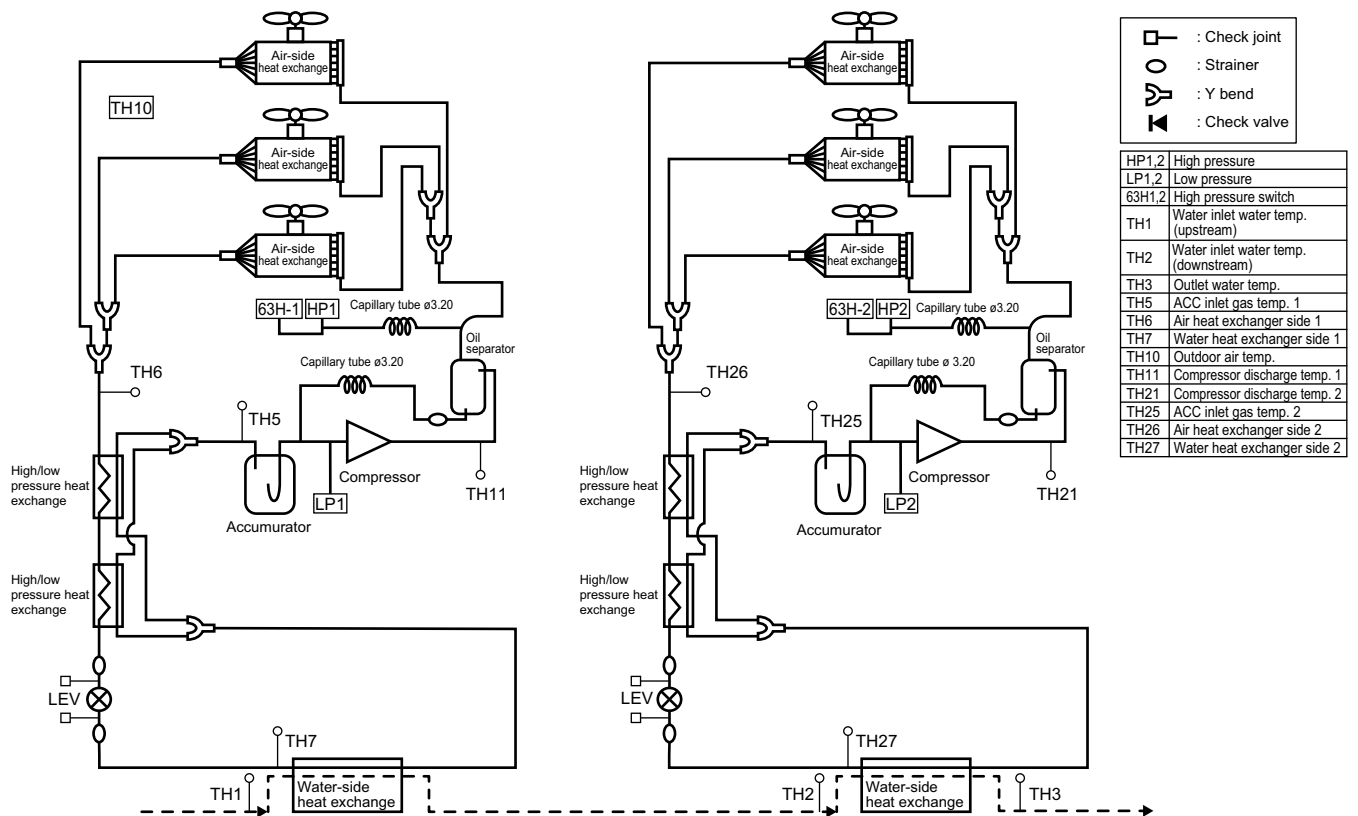 Air-side
heat exchange
TH10
Air-side
heat exchange
Air-side
heat exchange
63H-1
HP1
Capillary tube ø3.20
Oil
separator
Capillary tube ø3.20
TH6
TH5
High/low
pressure heat
exchange
Compressor
TH11
LP1
Accumurator
High/low
pressure heat
exchange
LEV
TH7
TH1
Water-side
heat exchange
Air-side
heat exchange
Air-side
heat exchange
Air-side
heat exchange
63H-2
HP2
Capillary tube ø3.20
Oil
separator
Capillary tube ø 3.20
TH26
TH25
High/low
pressure heat
exchange
Compressor
TH21
LP2
Accumurator
High/low
pressure heat
exchange
LEV
TH27
TH2
Water-side
heat exchange
TH3
: Check joint
: Strainer
: Y bend
: Check valve
HP1,2 High pressure
LP1,2 Low pressure
63H1,2 High pressure switch
TH1 Water inlet water temp.
(upstream)
TH2 Water inlet water temp.
(downstream)
TH3 Outlet water temp.
TH5 ACC inlet gas temp. 1
TH6 Air heat exchanger side 1
TH7 Water heat exchanger side 1
TH10 Outdoor air temp.
TH11 Compressor discharge temp. 1
TH21 Compressor discharge temp. 2
TH25 ACC inlet gas temp. 2
TH26 Air heat exchanger side 2
TH27 Water heat exchanger side 2